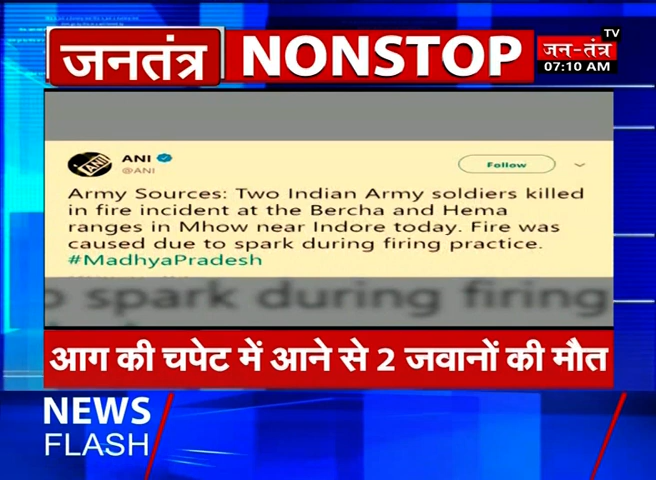 जनतंत्र NONSTOP
TV
जन-तंत्र
07:10 AM
ANI
ANI
@ANI
Follow
Army Sources: Two Indian Army soldiers killed
in fire incident at the Bercha and Hema
ranges in Mhow near Indore today. Fire was
caused due to spark during firing practice.
#MadhyaPradesh
spark during firing
आग की चपेट में आने से 2 जवानों की मौत
NEWS
FLASH